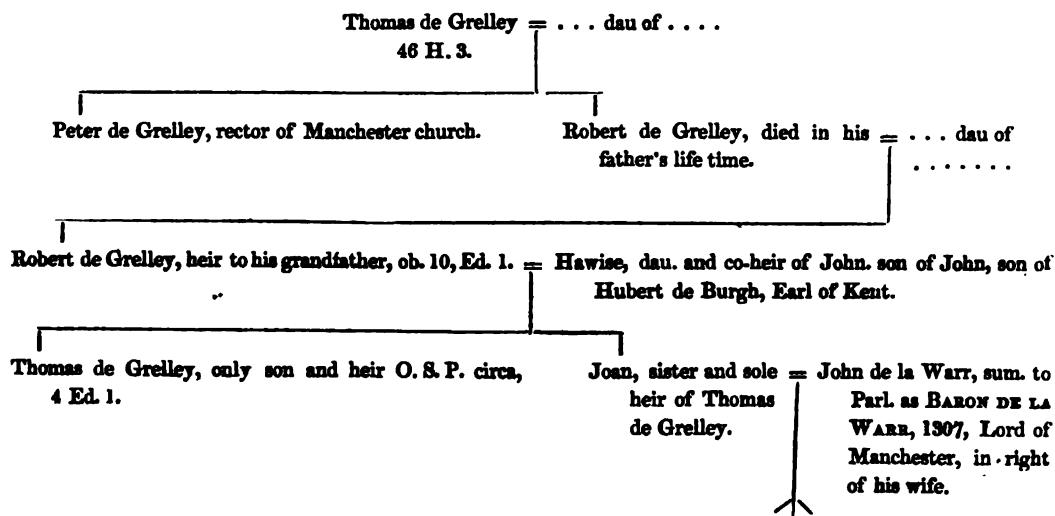 Thomas de Grelley = . . . dau of . . . .
46 H. 3.
Peter de Grelley, rector of Manchester church.
Robert de Grelley, died in his = . . . dau of
father's life time. . . . . . . .
Robert de Grelley, heir to his grandfather, ob. 10, Ed. 1. = Hawise, dau. and co-heir of John. son of John, son of
Hubert de Burgh, Earl of Kent.
Thomas de Grelley, only son and heir O. S. P. circa,
4 Ed. 1.
Joan, sister and sole =
heir of Thomas
de Grelley.
John de la Warr, sum. to
Parl. as BARON DE LA
WARR, 1307, Lord of
Manchester, in right
of his wife.